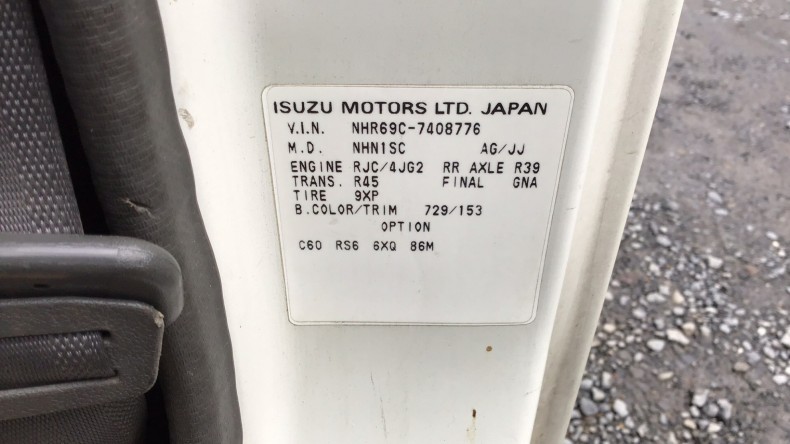 ISUZU MOTORS LTD. JAPAN
V.I.N. NHR69C-7408776
M.D. NHN1SC AG/JJ
ENGINE RJC/4JG2 RR AXLE R39
TRANS. R45 FINAL GNA
TIRE 9XP
B.COLOR/TRIM 729/153
OPTION
C60 RS6 6XQ 86M